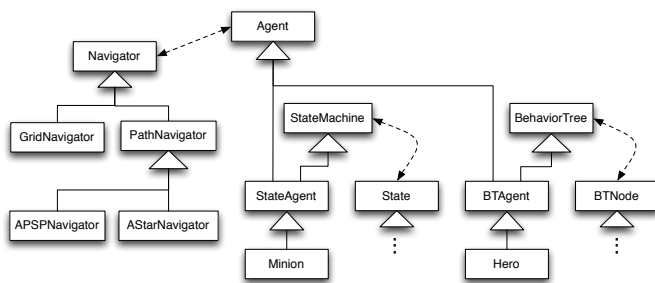 Agent
Navigator
StateMachine
BehaviorTree
GridNavigator
PathNavigator
StateAgent
State
BTAgent
BTNode
APSPNavigator
AStarNavigator
Minion
Hero